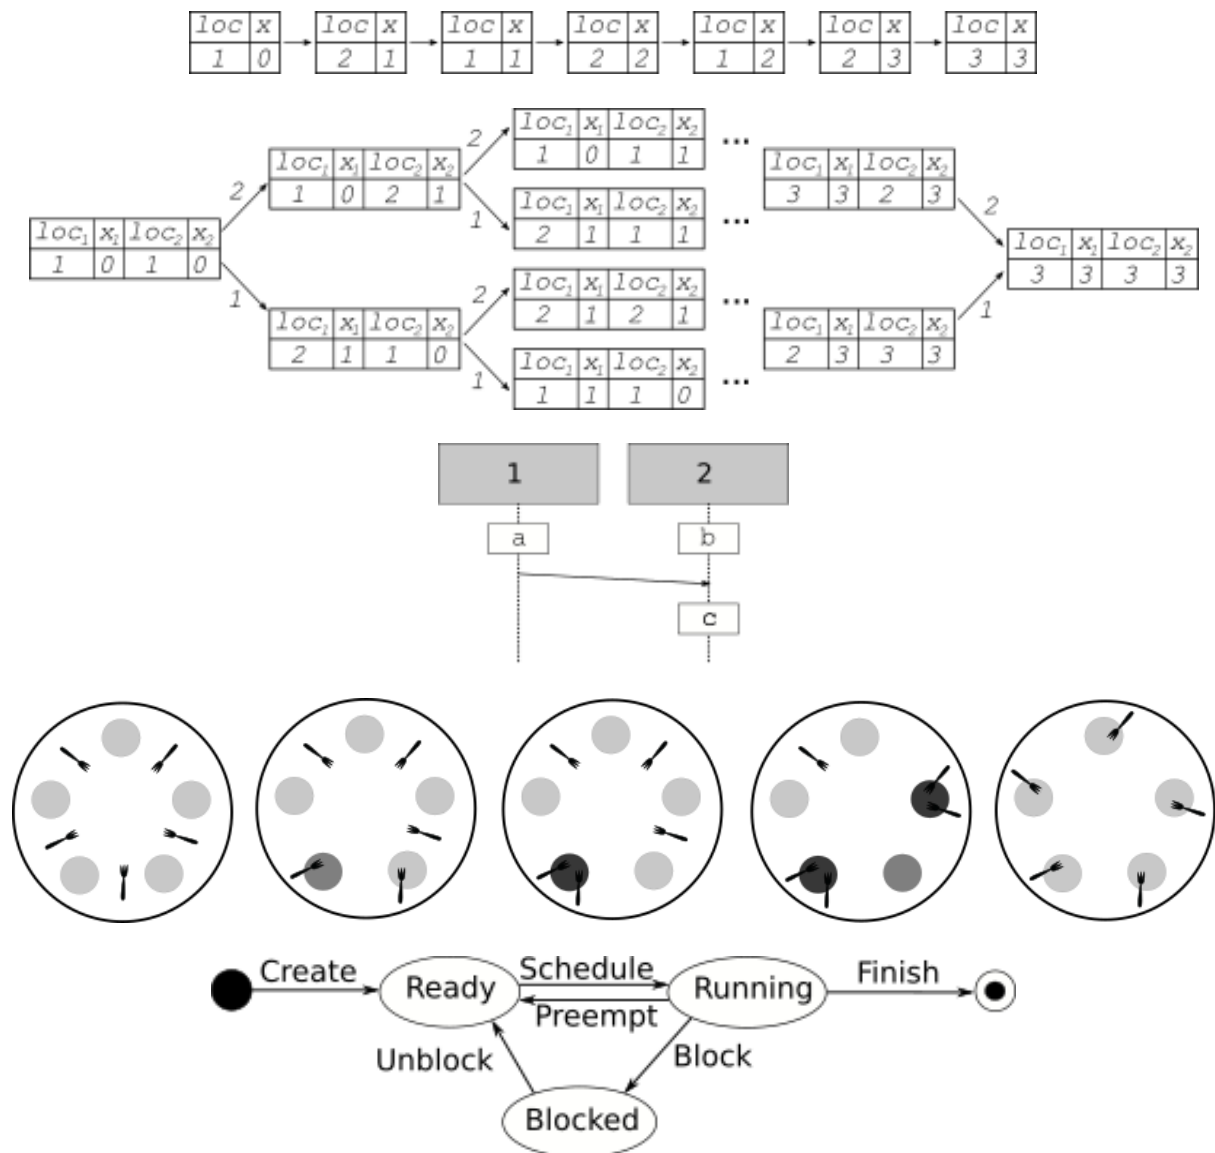 loc x loc x loc x loc x loc x loc x loc x
1 0 2 1 1 1 2 2 1 2 2 3 3 3
loc₁ x₁ loc₂ x₂
1 0 1 1
...
2
loc₁ x₁ loc₂ x₂
1 0 2 1
loc₁ x₁ loc₂ x₂
3 3 2 3
2
1
loc₁ x₁ loc₂ x₂
2 1 1 1
...
2
loc₁ x₁ loc₂ x₂
1 0 1 0
loc₁ x₁ loc₂ x₂
3 3 3 3
1
2
loc₁ x₁ loc₂ x₂
2 1 2 1
...
1
loc₁ x₁ loc₂ x₂
2 1 1 0
loc₁ x₁ loc₂ x₂
2 3 3 3
1
loc₁ x₁ loc₂ x₂
1 1 1 0
...
1 2
a b
c
Create Schedule Finish
Ready Running
Preempt
Unblock Block
Blocked